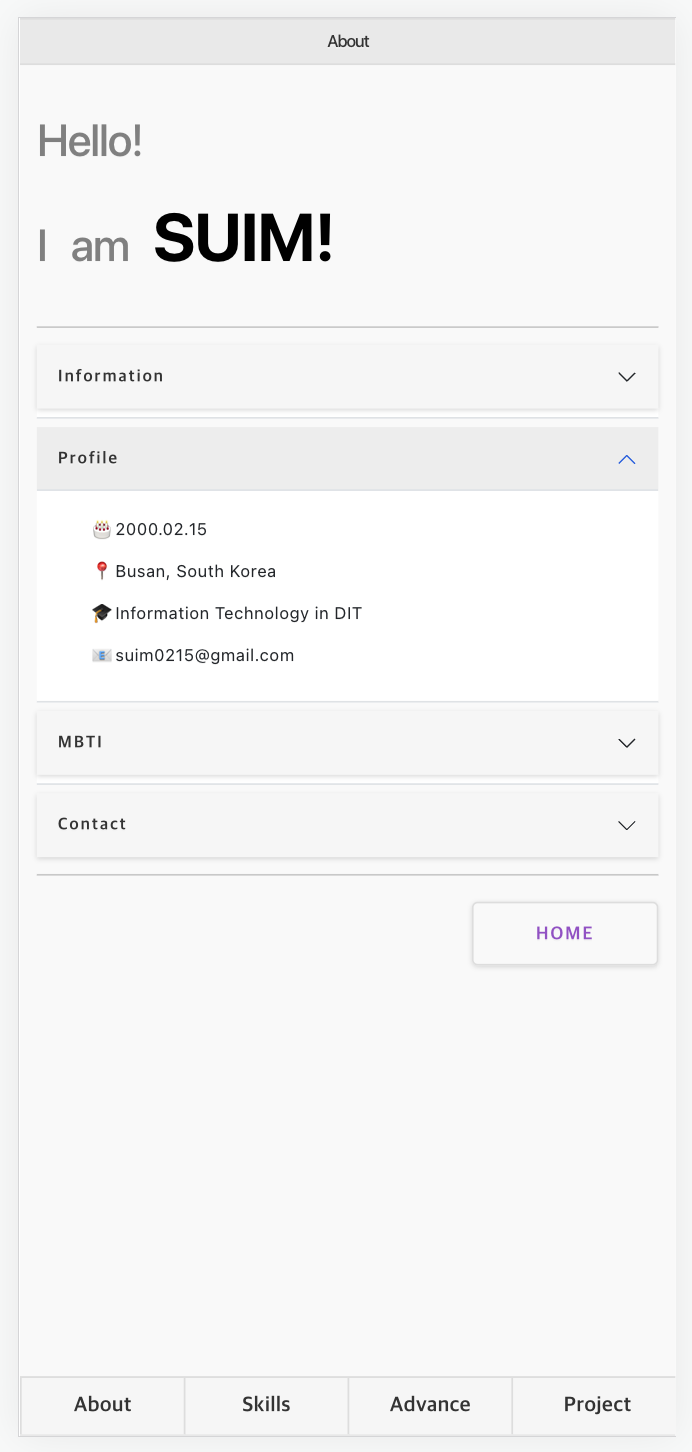 About
Hello!
I am SUIM!
Information
Profile
🎂2000.02.15
📍Busan, South Korea
🎓Information Technology in DIT
📧suim0215@gmail.com
MBTI
Contact
HOME
About Skills Advance Project